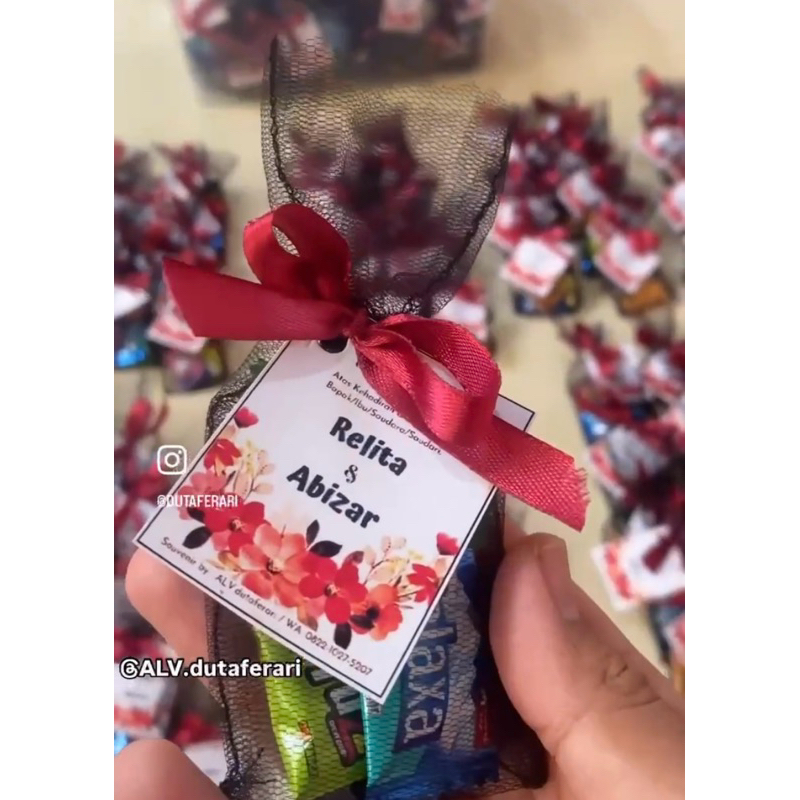 Atas Kehadiran
Bapak/Ibu/Saudara/Saudari
Relita
&
Abizar
Souvenir by ALV.dutaferari / WA 0822-1027-5207
@DUTAFERARI
@ALV.dutaferari
laxa